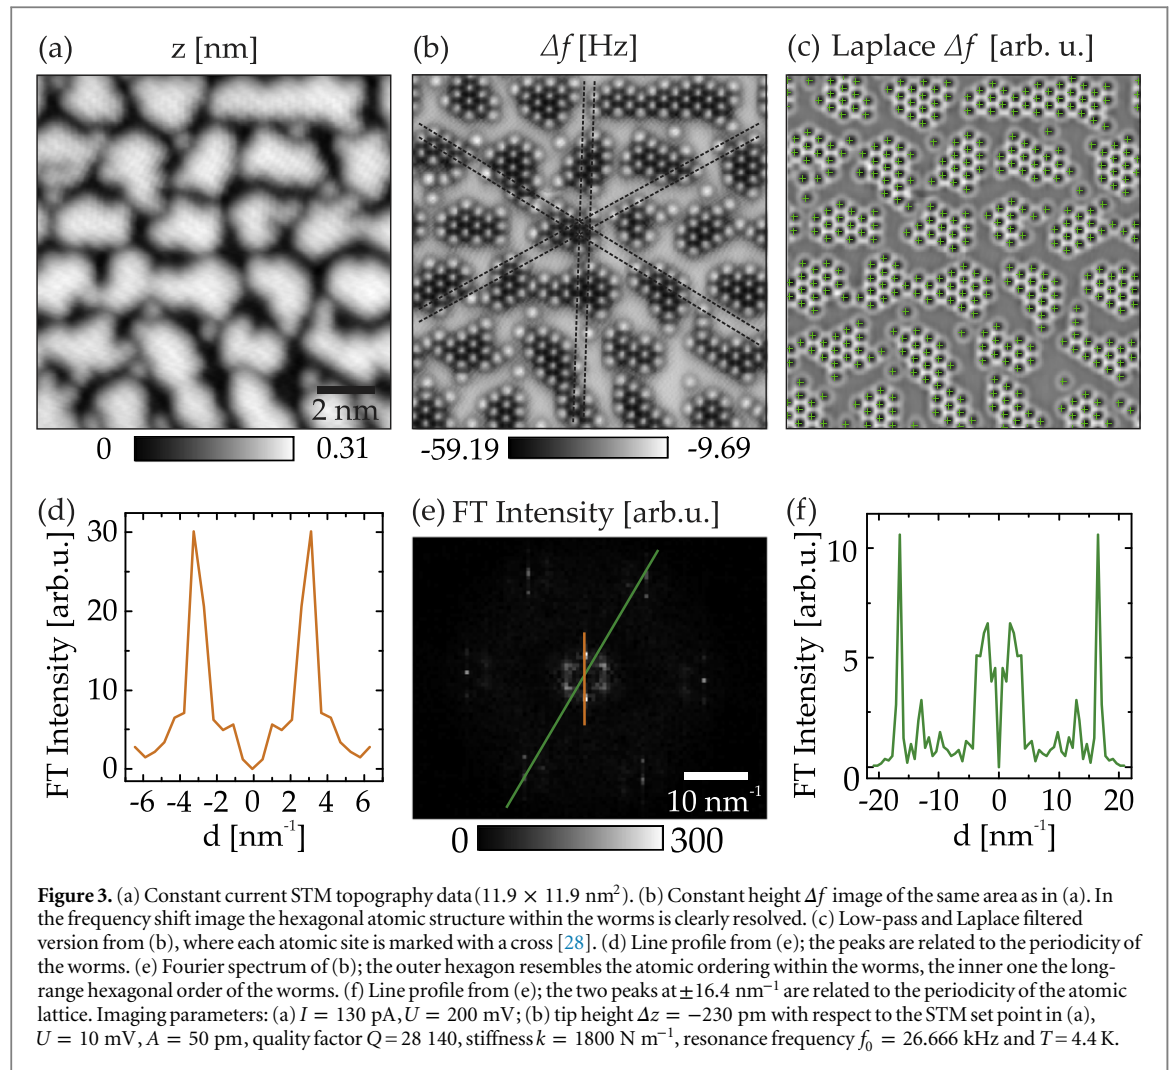 (a) z [nm]
(b) Δf [Hz]
(c) Laplace Δf [arb. u.]
2 nm
0 0.31
-59.19 -9.69
(d)
FT Intensity [arb.u.]
30
20
10
0
-6 -4 -2 0 2 4 6
d [nm⁻¹]
(e) FT Intensity [arb.u.]
10 nm⁻¹
0 300
(f)
FT Intensity [arb.u.]
10
5
0
-20 -10 0 10 20
d [nm⁻¹]
Figure 3. (a) Constant current STM topography data (11.9 × 11.9 nm²). (b) Constant height Δf image of the same area as in (a). In
the frequency shift image the hexagonal atomic structure within the worms is clearly resolved. (c) Low-pass and Laplace filtered
version from (b), where each atomic site is marked with a cross [28]. (d) Line profile from (e); the peaks are related to the periodicity of
the worms. (e) Fourier spectrum of (b); the outer hexagon resembles the atomic ordering within the worms, the inner one the long-
range hexagonal order of the worms. (f) Line profile from (e); the two peaks at ±16.4 nm⁻¹ are related to the periodicity of the atomic
lattice. Imaging parameters: (a) I = 130 pA, U = 200 mV; (b) tip height Δz = −230 pm with respect to the STM set point in (a),
U = 10 mV, A = 50 pm, quality factor Q = 28 140, stiffness k = 1800 N m⁻¹, resonance frequency f₀ = 26.666 kHz and T = 4.4 K.